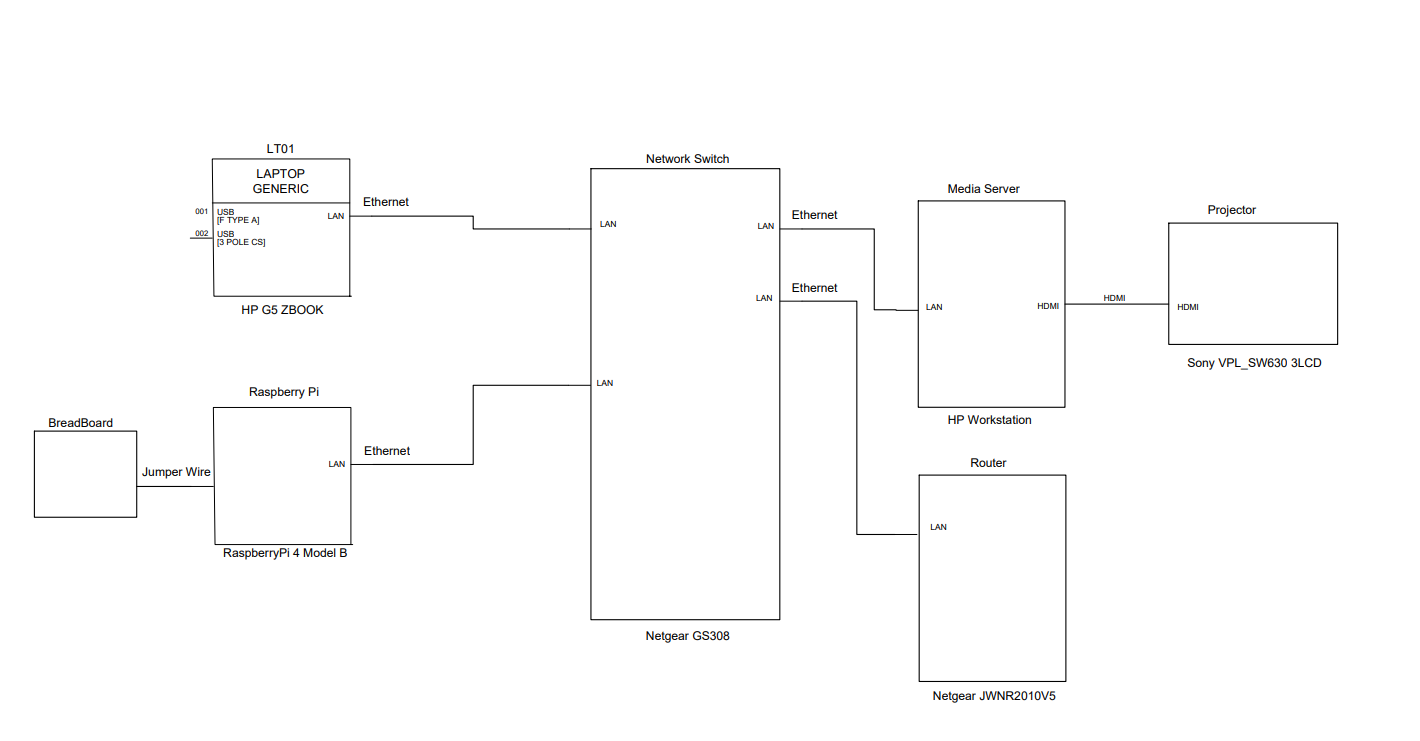 LT01
LAPTOP
GENERIC
001
USB
[F TYPE A]
002
USB
[3 POLE CS]
LAN
Ethernet
HP G5 ZBOOK
Raspberry Pi
BreadBoard
Jumper Wire
LAN
Ethernet
RaspberryPi 4 Model B
Network Switch
LAN
LAN
LAN
LAN
Netgear GS308
Ethernet
Ethernet
Media Server
LAN
HDMI
HP Workstation
HDMI
Projector
HDMI
Sony VPL_SW630 3LCD
Router
LAN
Netgear JWNR2010V5